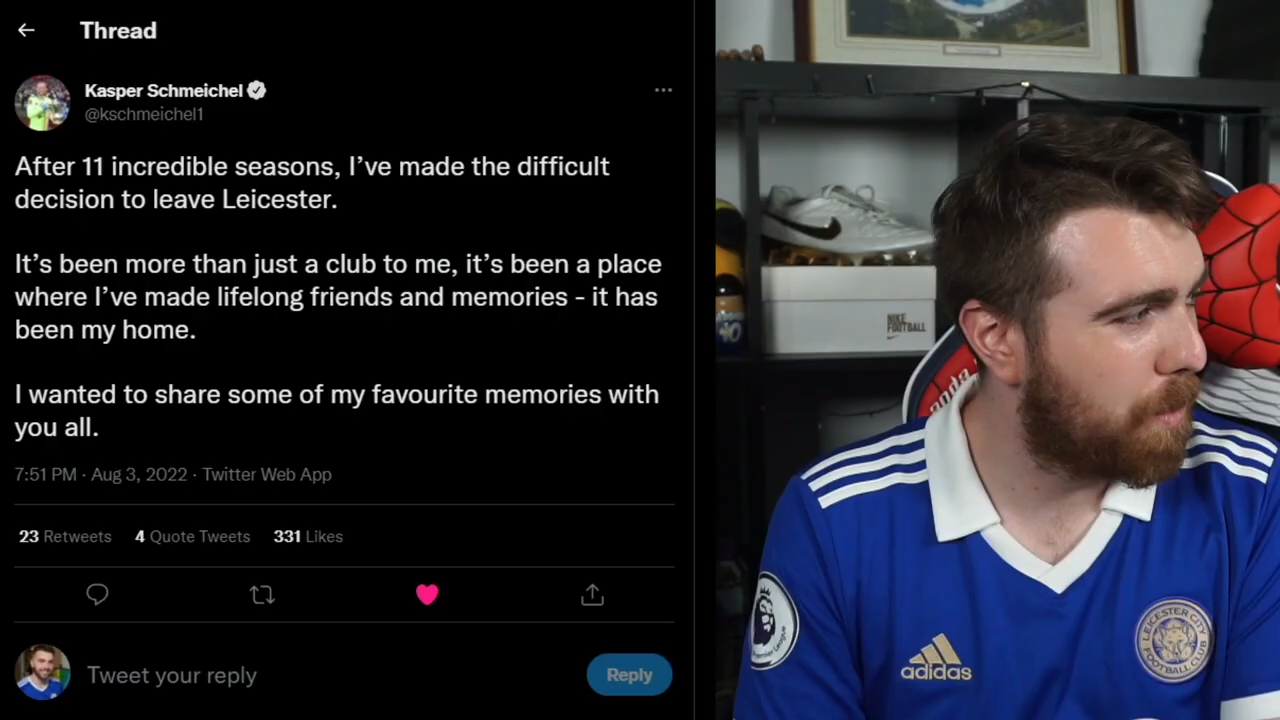 Thread
Kasper Schmeichel
@kschmeichel1
After 11 incredible seasons, I've made the difficult
decision to leave Leicester.
It's been more than just a club to me, it's been a place
where I've made lifelong friends and memories - it has
been my home.
I wanted to share some of my favourite memories with
you all.
7:51 PM · Aug 3, 2022 · Twitter Web App
23 Retweets 4 Quote Tweets 331 Likes
Tweet your reply
Reply
NIKE
FOOTBALL
10
Premier League
adidas
LEICESTER CITY
FOOTBALL CLUB